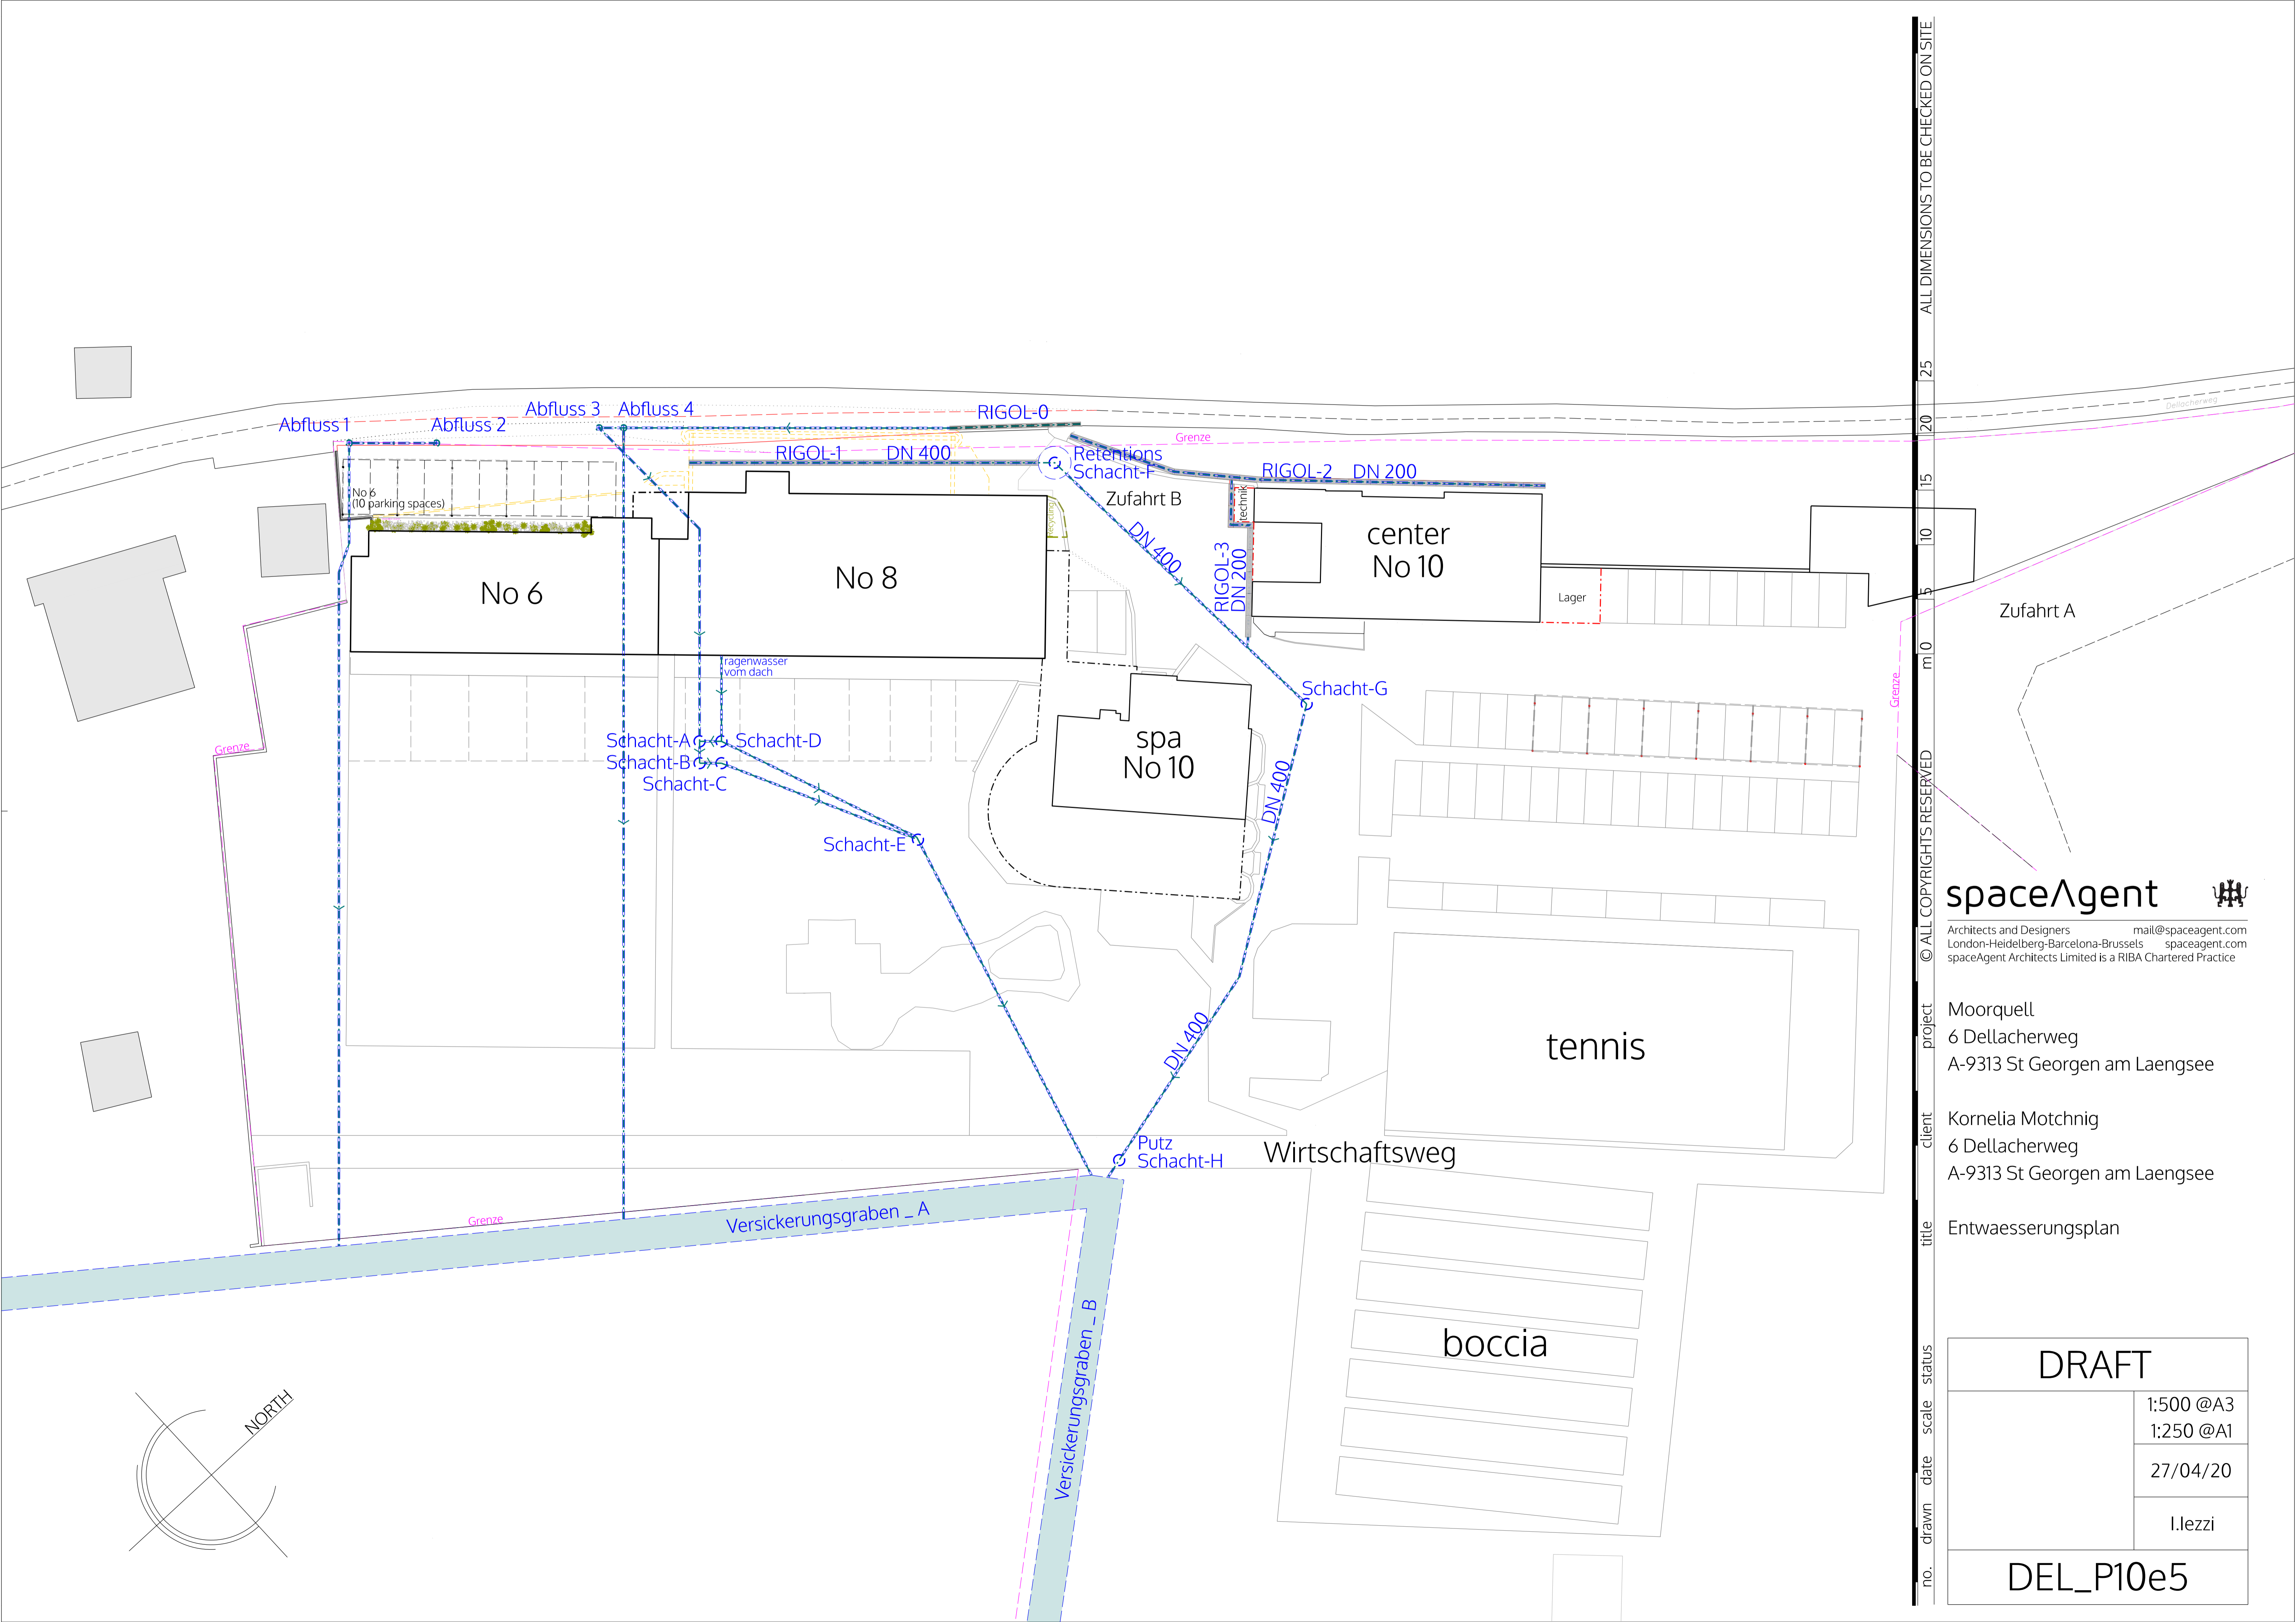 Abfluss 1
Abfluss 2
Abfluss 3
Abfluss 4
RIGOL-0
Dellacherweg
Grenze
RIGOL-1
DN 400
Retentions
Schacht-F
RIGOL-2
DN 200
No 6
(10 parking spaces)
Zufahrt B
recycling
technik
center
No 10
DN 400
RIGOL-3
DN 200
No 6
No 8
Lager
Zufahrt A
ragenwasser
vom dach
Schacht-G
Grenze
Schacht-A
Schacht-D
Schacht-B
Schacht-C
spa
No 10
Grenze
DN 400
Schacht-E
DN 400
tennis
Putz
Schacht-H
Wirtschaftsweg
Grenze
Versickerungsgraben _ A
Versickerungsgraben _ B
boccia
NORTH
ALL DIMENSIONS TO BE CHECKED ON SITE
25
20
15
10
5
m 0
© ALL COPYRIGHTS RESERVED
spaceAgent
Architects and Designers mail@spaceagent.com
London-Heidelberg-Barcelona-Brussels spaceagent.com
spaceAgent Architects Limited is a RIBA Chartered Practice
project
Moorquell
6 Dellacherweg
A-9313 St Georgen am Laengsee
client
Kornelia Motchnig
6 Dellacherweg
A-9313 St Georgen am Laengsee
title
Entwaesserungsplan
status
DRAFT
scale
1:500 @A3
1:250 @A1
date
27/04/20
drawn
I.Iezzi
no.
DEL_P10e5